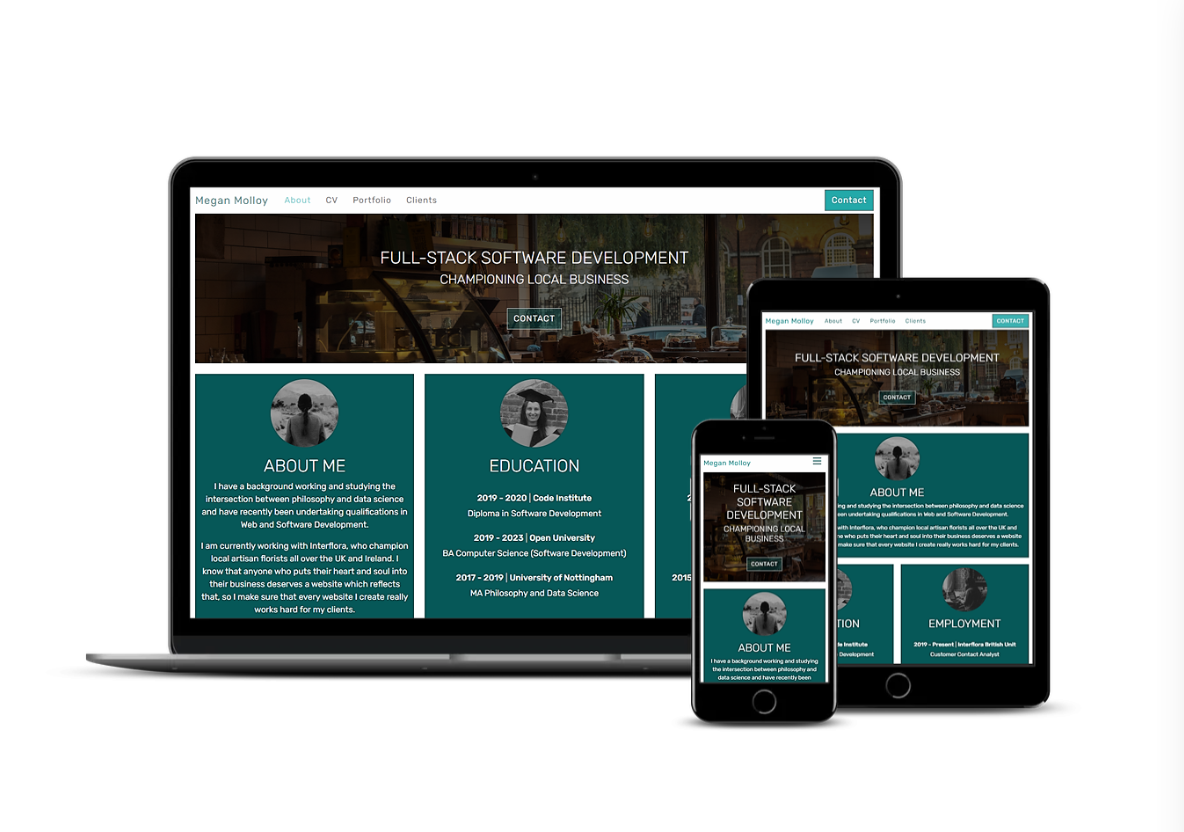 Megan Molloy About CV Portfolio Clients Contact
FULL-STACK SOFTWARE DEVELOPMENT
CHAMPIONING LOCAL BUSINESS
CONTACT
ABOUT ME
I have a background working and studying the
intersection between philosophy and data science
and have recently been undertaking qualifications in
Web and Software Development.
I am currently working with Interflora, who champion
local artisan florists all over the UK and Ireland. I
know that anyone who puts their heart and soul into
their business deserves a website which reflects
that, so I make sure that every website I create really
works hard for my clients.
EDUCATION
2019 - 2020 | Code Institute
Diploma in Software Development
2019 - 2023 | Open University
BA Computer Science (Software Development)
2017 - 2019 | University of Nottingham
MA Philosophy and Data Science
2
2015
Megan Molloy About CV Portfolio Clients CONTACT
FULL-STACK SOFTWARE DEVELOPMENT
CHAMPIONING LOCAL BUSINESS
CONTACT
ABOUT ME
ing and studying the intersection between philosophy and data science
een undertaking qualifications in Web and Software Development.
with Interflora, who champion local artisan florists all over the UK and
ne who puts their heart and soul into their business deserves a website
make sure that every website I create really works hard for my clients.
TION
de Institute
Development
EMPLOYMENT
2019 - Present | Interflora British Unit
Customer Contact Analyst
Megan Molloy
FULL-STACK
SOFTWARE
DEVELOPMENT
CHAMPIONING LOCAL
BUSINESS
CONTACT
ABOUT ME
I have a background working and studying
the intersection between philosophy and
data science and have recently been